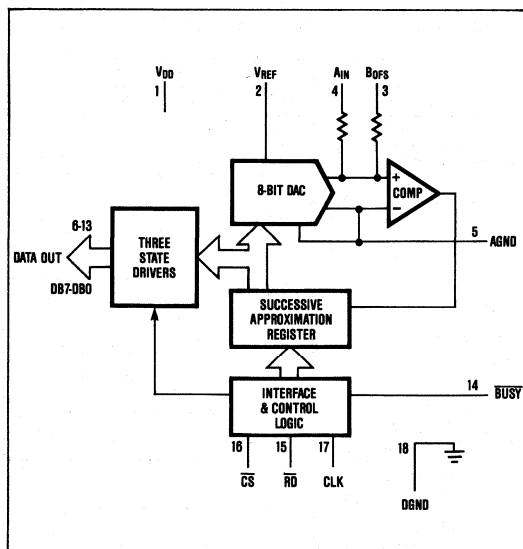 VDD
1
VREF
2
AIN
4
BOFS
3
8-BIT DAC
+
COMP
−
5
AGND
6-13
DATA OUT
DB7-DB0
THREE
STATE
DRIVERS
SUCCESSIVE
APPROXIMATION
REGISTER
INTERFACE
& CONTROL
LOGIC
14
BUSY
16
15
17
CS
RD
CLK
18
DGND